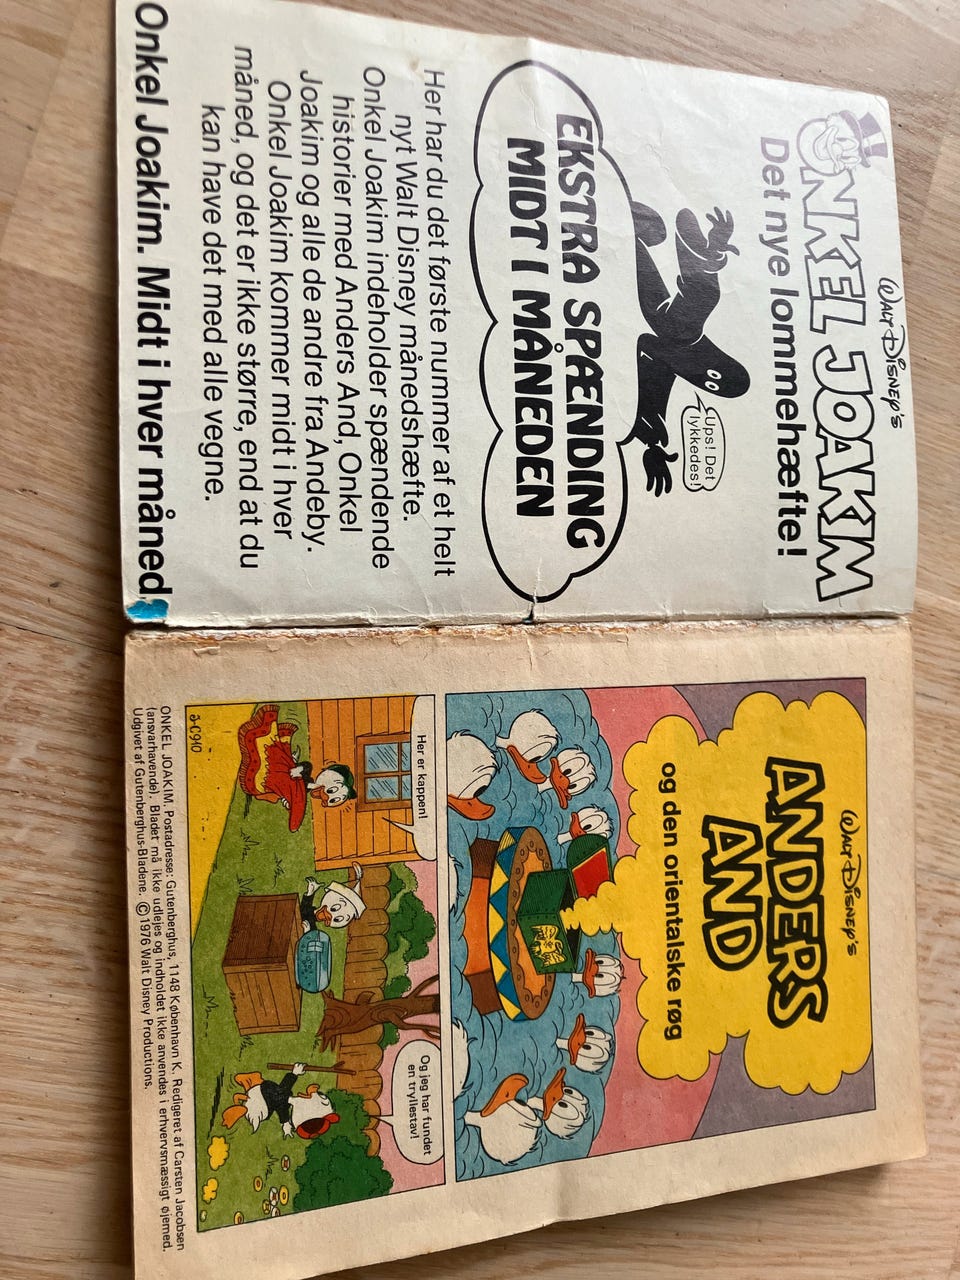 WALT DISNEY's
ONKEL JOAKIM
Det nye lommehæfte!
Ups! Det
lykkedes!
EKSTRA SPÆNDING
MIDT I MÅNEDEN
Her har du det første nummer af et helt
nyt Walt Disney månedshæfte.
Onkel Joakim indeholder spændende
historier med Anders And, Onkel
Joakim og alle de andre fra Andeby.
Onkel Joakim kommer midt i hver
måned, og det er ikke større, end at du
kan have det med alle vegne.
Onkel Joakim. Midt i hver måned.
WALT DISNEY's
ANDERS
AND
og den orientalske røg
Her er kappen!
Og jeg har fundet
en tryllestav!
J-C910
ONKEL JOAKIM. Postadresse: Gutenberghus, 1148 København K. Redigeret af Carsten Jacobsen
(ansvarhavende). Bladet må ikke udlejes og indholdet ikke anvendes i erhvervsmæssigt øjemed.
Udgivet af Gutenberghus-Bladene. ©1976 Walt Disney Productions.